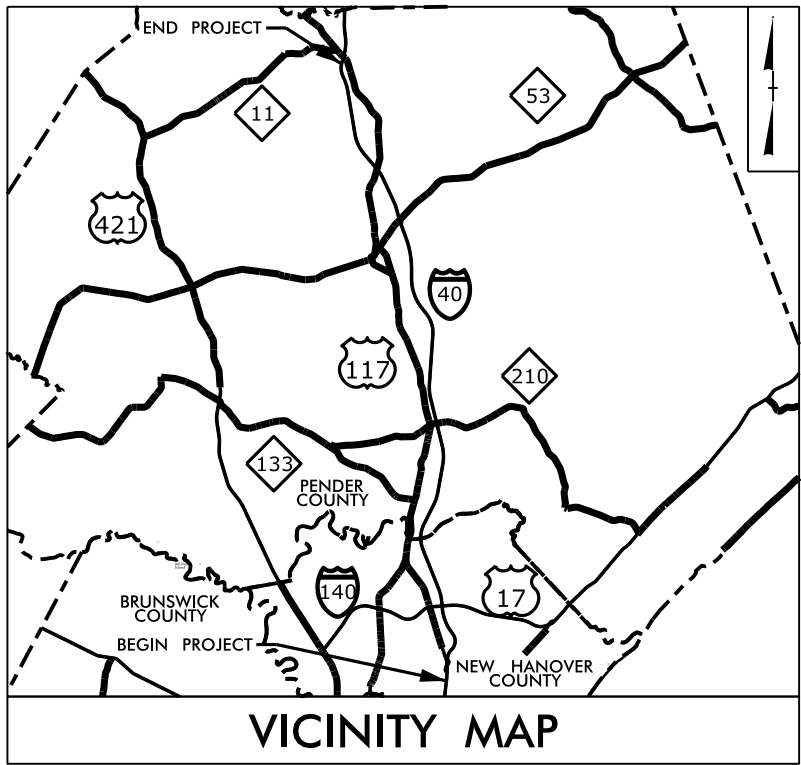 END PROJECT
11
53
421
40
117
210
133
PENDER
COUNTY
140
17
BRUNSWICK
COUNTY
BEGIN PROJECT
NEW HANOVER
COUNTY
VICINITY MAP